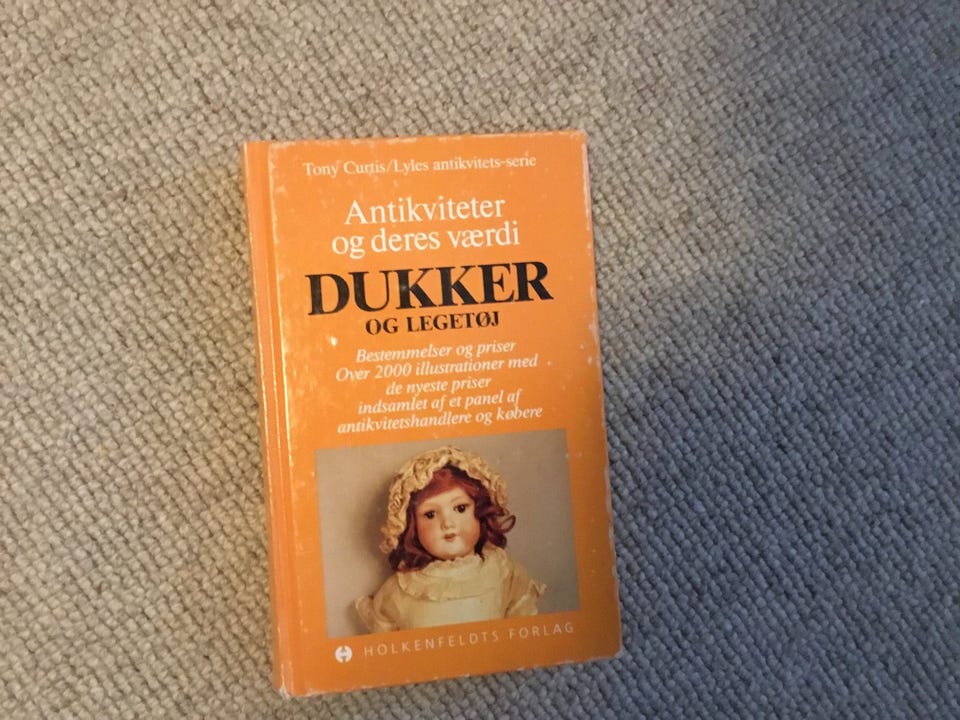 Tony Curtis/Lyles antikvitets-serie
Antikviteter
og deres værdi
DUKKER
OG LEGETØJ
Bestemmelser og priser
Over 2000 illustrationer med
de nyeste priser
indsamlet af et panel af
antikvitetshandlere og købere
HOLKENFELDTS FORLAG